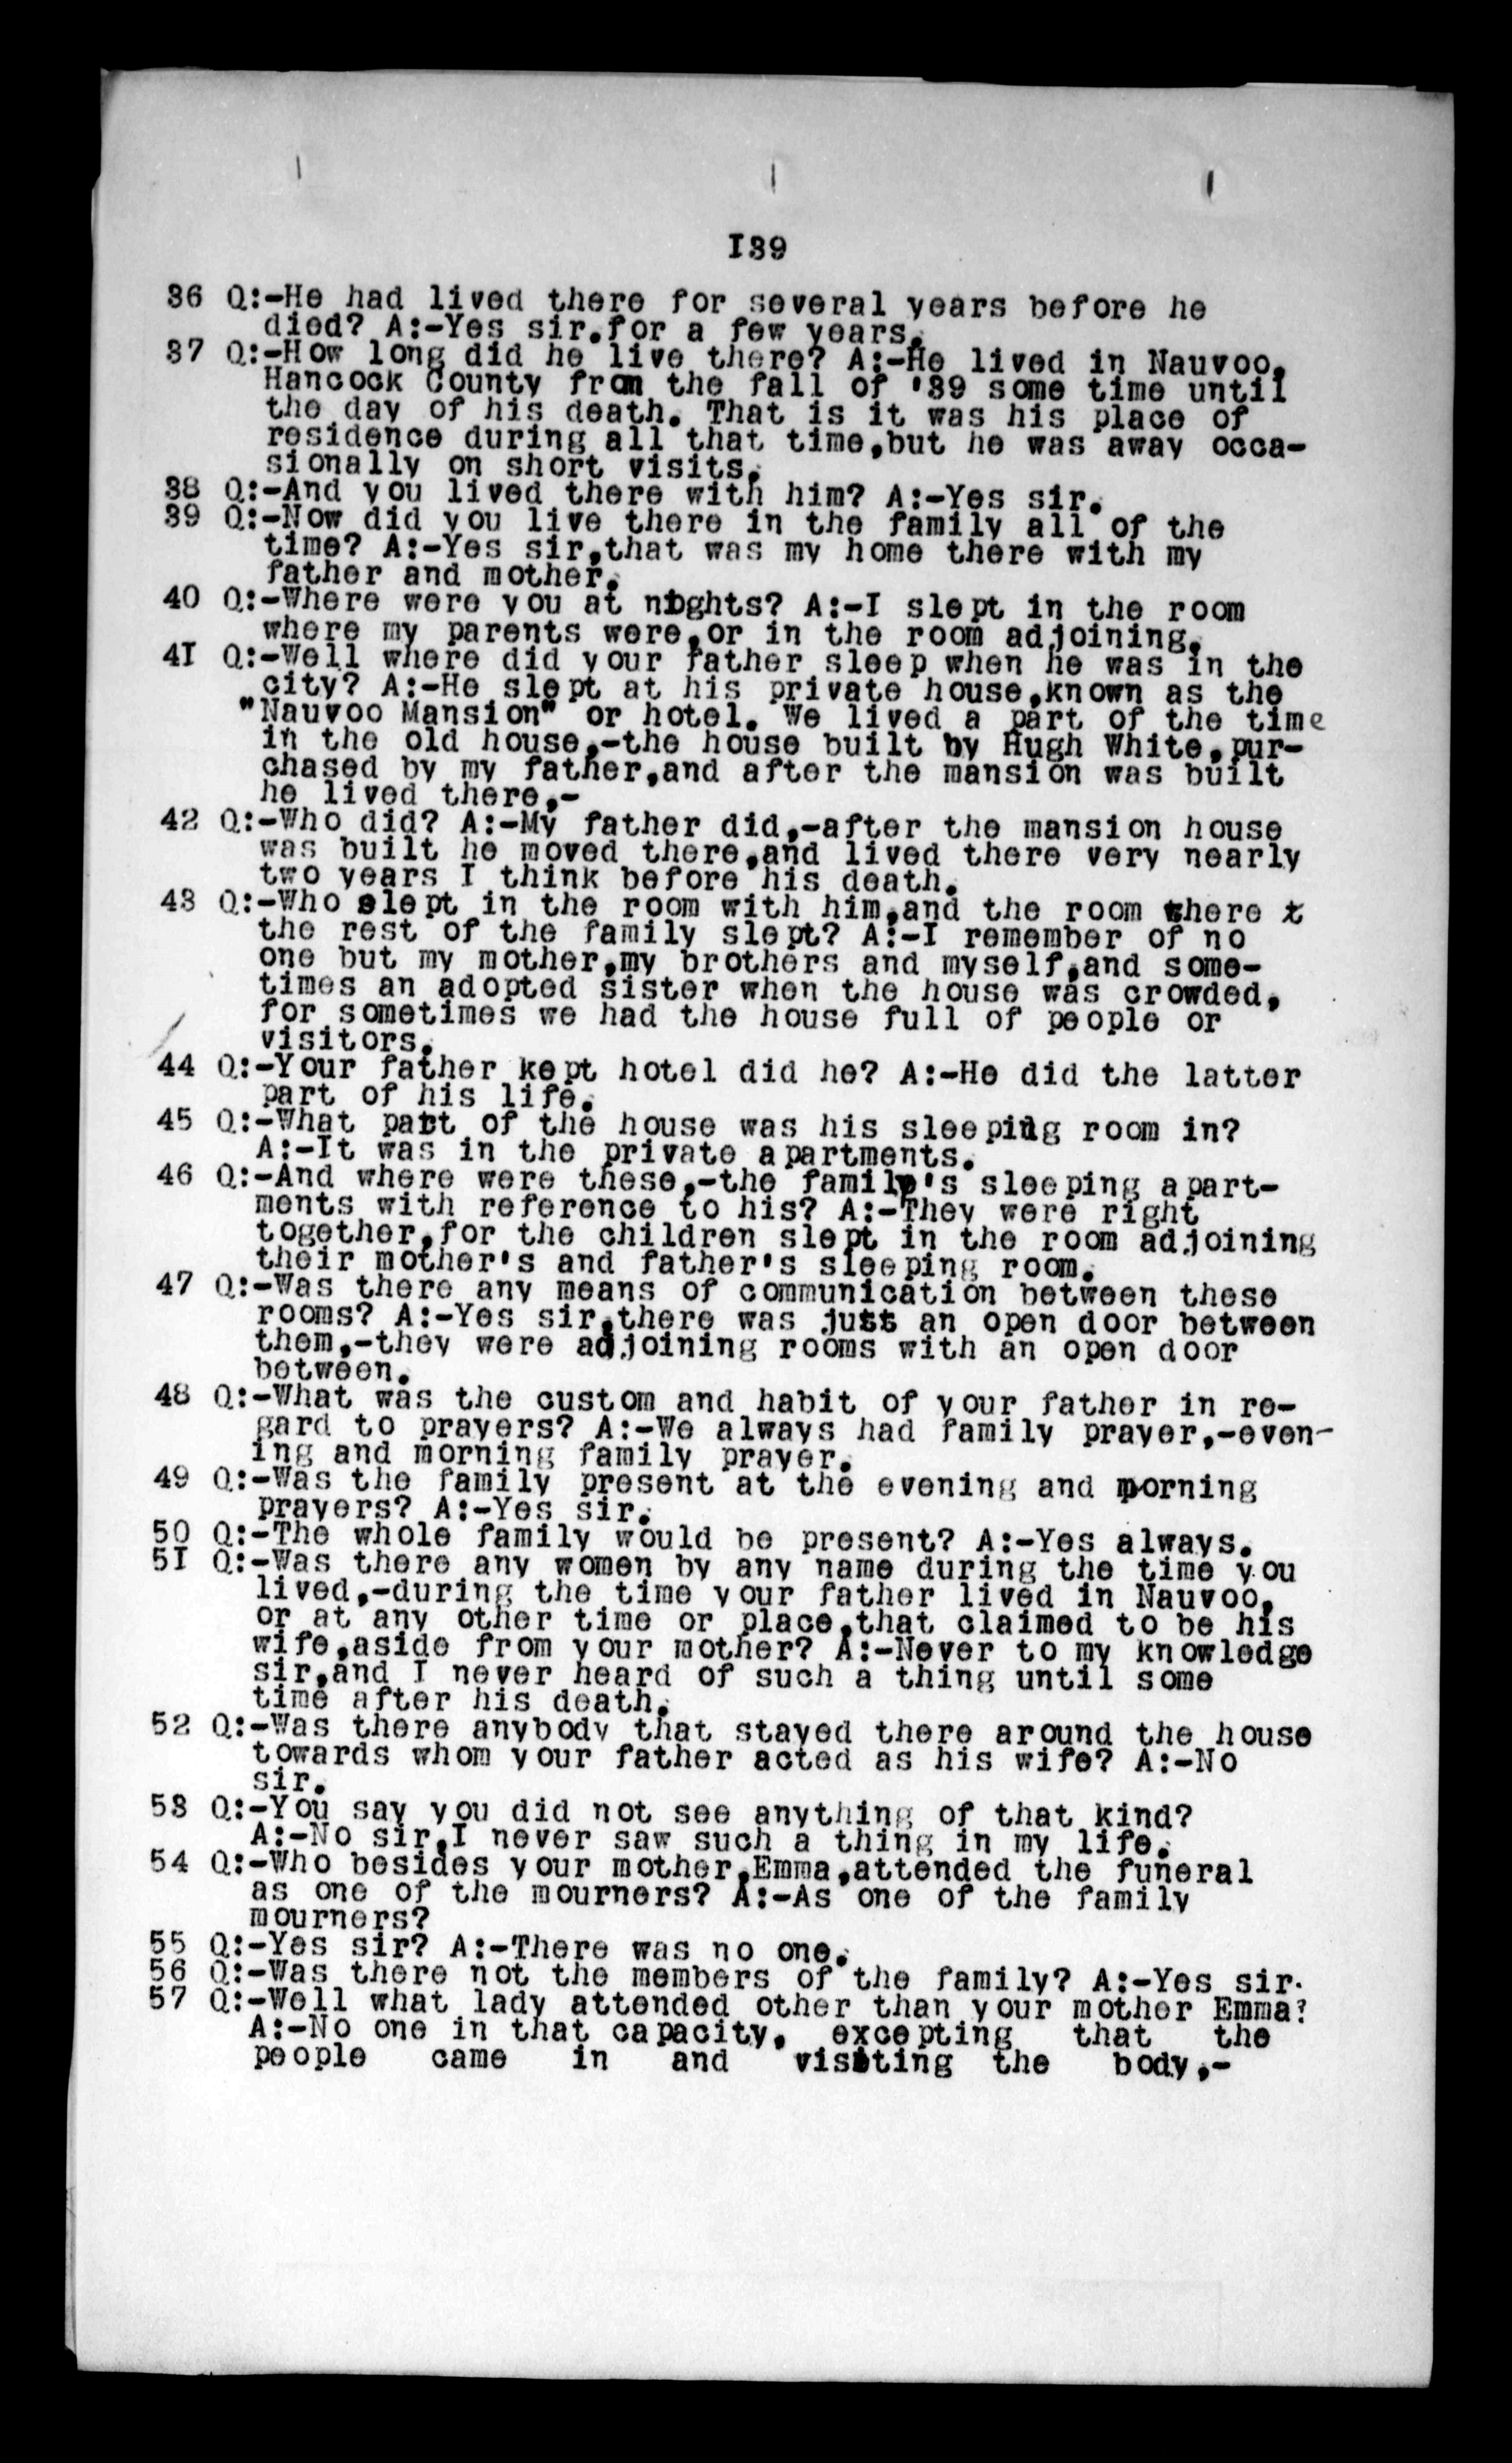 I39
36 Q:-He had lived there for several years before he
died? A:-Yes sir.for a few years.
37 Q:-How long did he live there? A:-He lived in Nauvoo,
Hancock County from the fall of '39 some time until
the day of his death. That is it was his place of
residence during all that time,but he was away occa-
sionally on short visits.
38 Q:-And you lived there with him? A:-Yes sir.
39 Q:-Now did you live there in the family all of the
time? A:-Yes sir,that was my home there with my
father and mother.
40 Q:-Where were you at nights? A:-I slept in the room
where my parents were,or in the room adjoining.
4I Q:-Well where did your father sleep when he was in the
city? A:-He slept at his private house,known as the
"Nauvoo Mansion" or hotel. We lived a part of the time
in the old house,-the house built by Hugh White,pur-
chased by my father,and after the mansion was built
he lived there,-
42 Q:-Who did? A:-My father did,-after the mansion house
was built he moved there,and lived there very nearly
two years I think before his death.
43 Q:-Who slept in the room with him,and the room where t
the rest of the family slept? A:-I remember of no
one but my mother,my brothers and myself,and some-
times an adopted sister when the house was crowded,
for sometimes we had the house full of people or
visitors.
44 Q:-Your father kept hotel did he? A:-He did the latter
part of his life.
45 Q:-What part of the house was his sleeping room in?
A:-It was in the private apartments.
46 Q:-And where were these,-the family's sleeping apart-
ments with reference to his? A:-They were right
together,for the children slept in the room adjoining
their mother's and father's sleeping room.
47 Q:-Was there any means of communication between these
rooms? A:-Yes sir,there was just an open door between
them,-they were adjoining rooms with an open door
between.
48 Q:-What was the custom and habit of your father in re-
gard to prayers? A:-We always had family prayer,-even-
ing and morning family prayer.
49 Q:-Was the family present at the evening and morning
prayers? A:-Yes sir.
50 Q:-The whole family would be present? A:-Yes always.
5I Q:-Was there any women by any name during the time you
lived,-during the time your father lived in Nauvoo,
or at any other time or place,that claimed to be his
wife,aside from your mother? A:-Never to my knowledge
sir,and I never heard of such a thing until some
time after his death.
52 Q:-Was there anybody that stayed there around the house
towards whom your father acted as his wife? A:-No
sir.
53 Q:-You say you did not see anything of that kind?
A:-No sir,I never saw such a thing in my life.
54 Q:-Who besides your mother,Emma,attended the funeral
as one of the mourners? A:-As one of the family
mourners?
55 Q:-Yes sir? A:-There was no one.
56 Q:-Was there not the members of the family? A:-Yes sir.
57 Q:-Well what lady attended other than your mother Emma?
A:-No one in that capacity, excepting that the
people came in and visiting the body,-